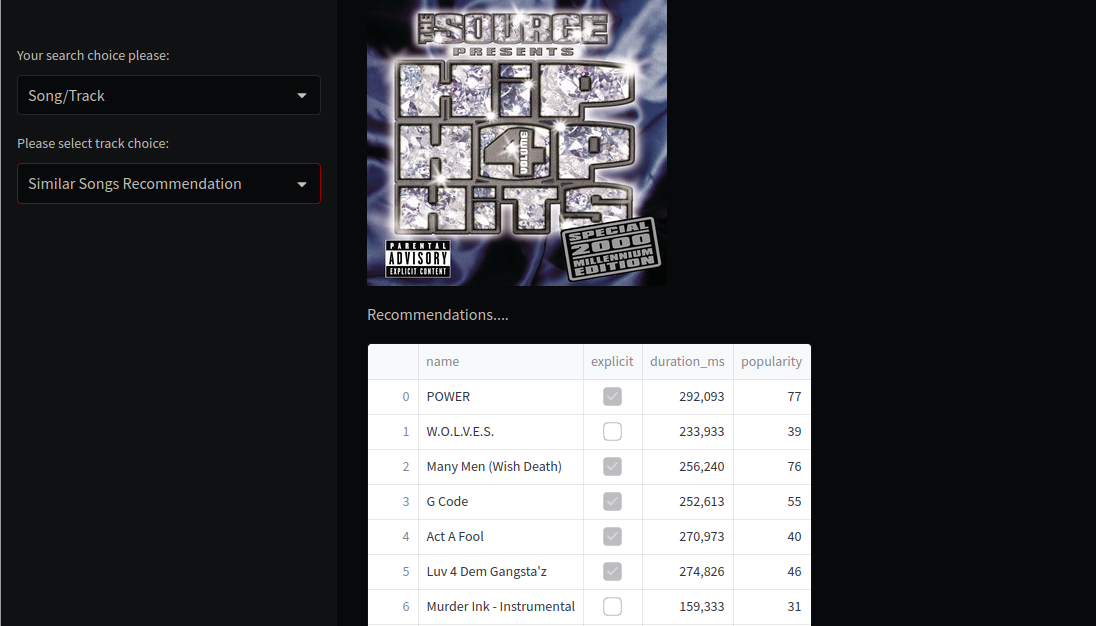 Your search choice please:
Song/Track
Please select track choice:
Similar Songs Recommendation
THE SOURCE
PRESENTS
HIP
HOP
VOLUME 4
HITS
SPECIAL
2000
MILLENNIUM
EDITION
PARENTAL
ADVISORY
EXPLICIT CONTENT
Recommendations....
name explicit duration_ms popularity
0 POWER 292,093 77
1 W.O.L.V.E.S. 233,933 39
2 Many Men (Wish Death) 256,240 76
3 G Code 252,613 55
4 Act A Fool 270,973 40
5 Luv 4 Dem Gangsta'z 274,826 46
6 Murder Ink - Instrumental 159,333 31